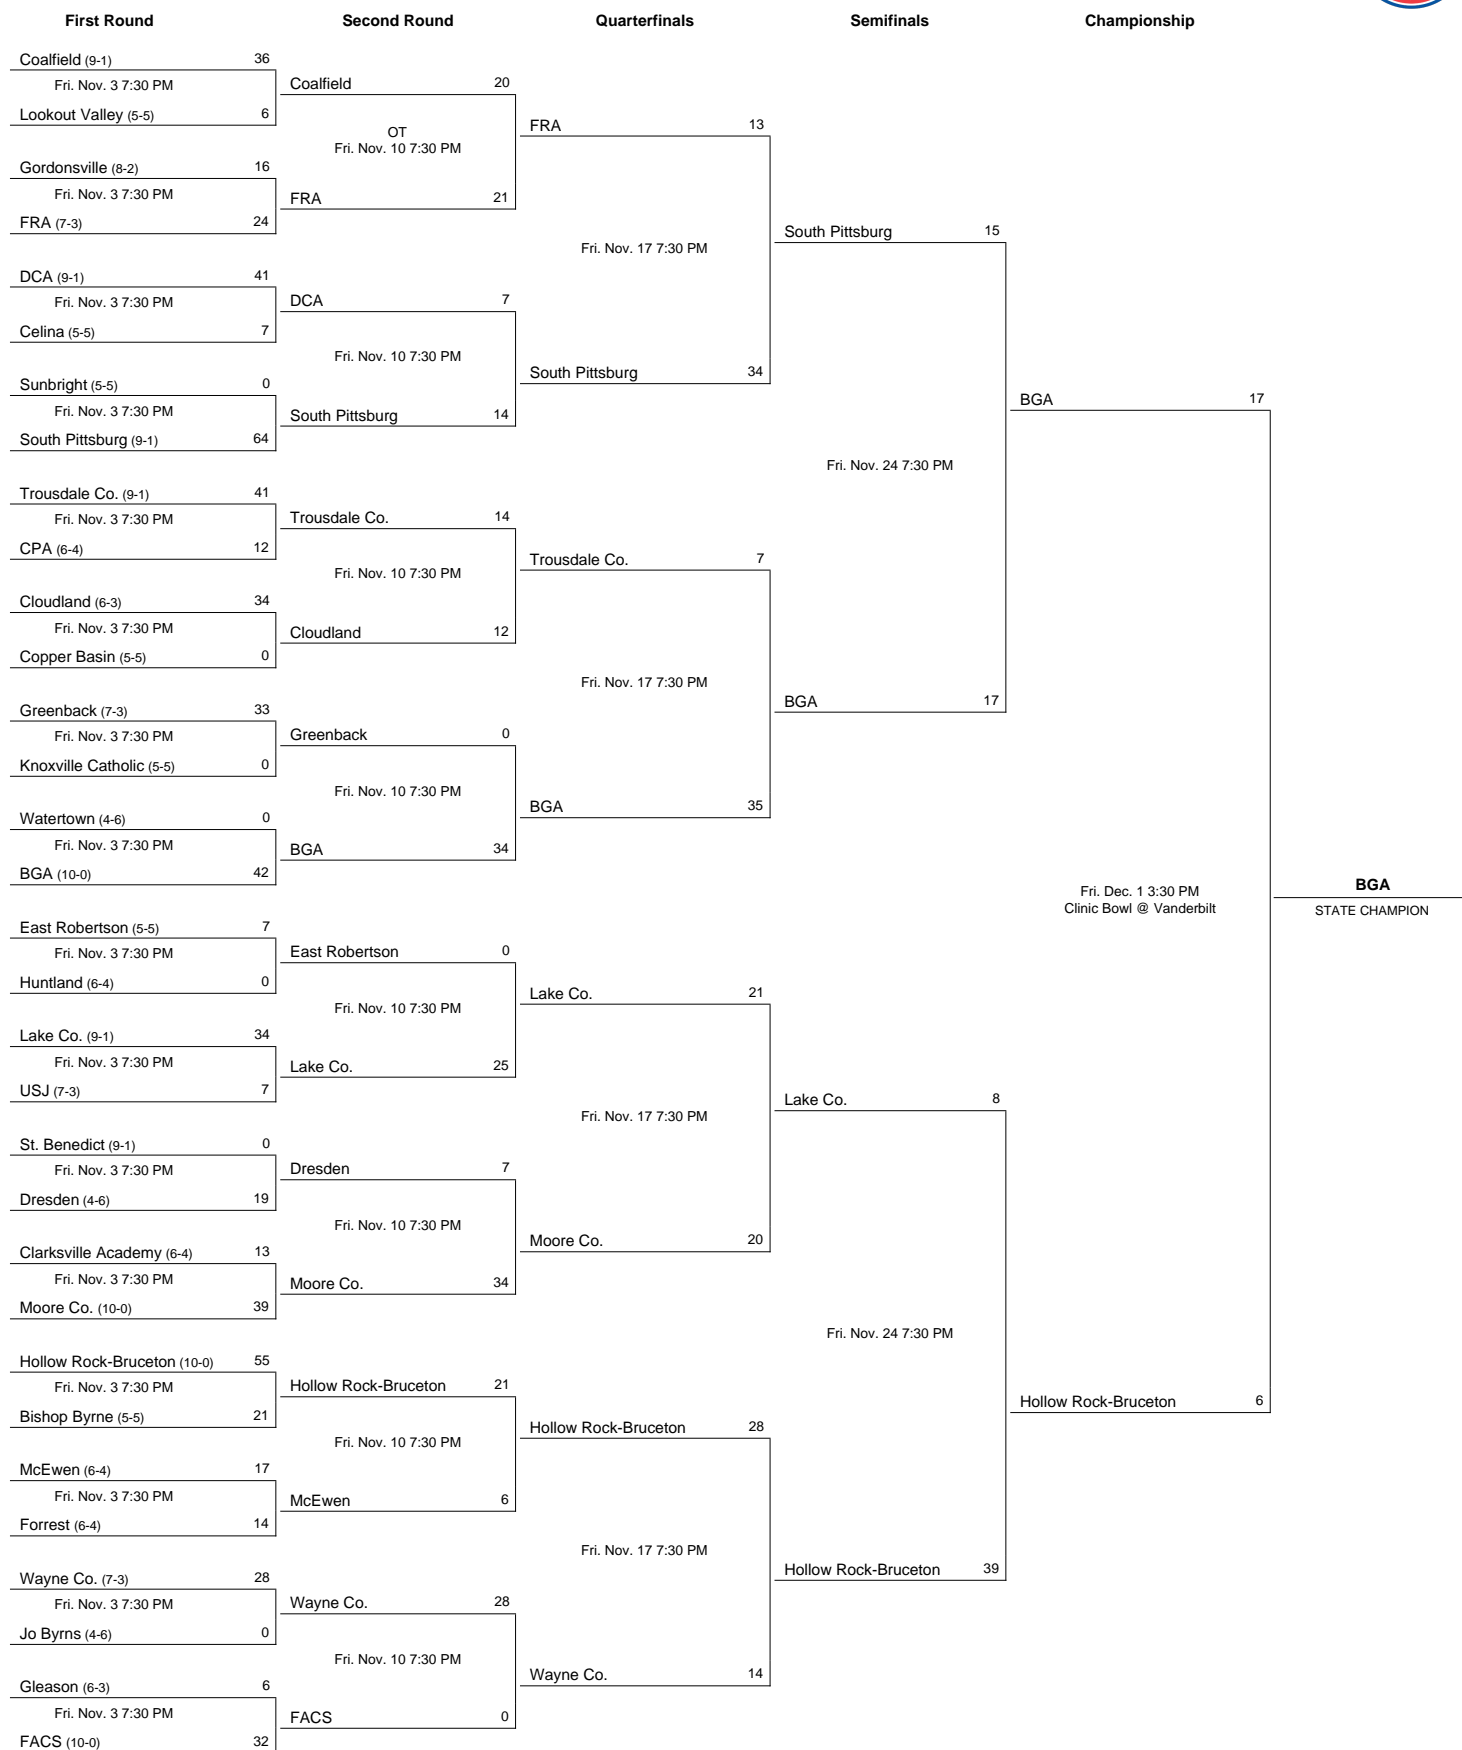 First Round Second Round Quarterfinals Semifinals Championship
Coalfield (9-1) 36
Fri. Nov. 3 7:30 PM
Lookout Valley (5-5) 6
Gordonsville (8-2) 16
Fri. Nov. 3 7:30 PM
FRA (7-3) 24
DCA (9-1) 41
Fri. Nov. 3 7:30 PM
Celina (5-5) 7
Sunbright (5-5) 0
Fri. Nov. 3 7:30 PM
South Pittsburg (9-1) 64
Trousdale Co. (9-1) 41
Fri. Nov. 3 7:30 PM
CPA (6-4) 12
Cloudland (6-3) 34
Fri. Nov. 3 7:30 PM
Copper Basin (5-5) 0
Greenback (7-3) 33
Fri. Nov. 3 7:30 PM
Knoxville Catholic (5-5) 0
Watertown (4-6) 0
Fri. Nov. 3 7:30 PM
BGA (10-0) 42
East Robertson (5-5) 7
Fri. Nov. 3 7:30 PM
Huntland (6-4) 0
Lake Co. (9-1) 34
Fri. Nov. 3 7:30 PM
USJ (7-3) 7
St. Benedict (9-1) 0
Fri. Nov. 3 7:30 PM
Dresden (4-6) 19
Clarksville Academy (6-4) 13
Fri. Nov. 3 7:30 PM
Moore Co. (10-0) 39
Hollow Rock-Bruceton (10-0) 55
Fri. Nov. 3 7:30 PM
Bishop Byrne (5-5) 21
McEwen (6-4) 17
Fri. Nov. 3 7:30 PM
Forrest (6-4) 14
Wayne Co. (7-3) 28
Fri. Nov. 3 7:30 PM
Jo Byrns (4-6) 0
Gleason (6-3) 6
Fri. Nov. 3 7:30 PM
FACS (10-0) 32
Coalfield 20
OT
Fri. Nov. 10 7:30 PM
FRA 21
DCA 7
Fri. Nov. 10 7:30 PM
South Pittsburg 14
Trousdale Co. 14
Fri. Nov. 10 7:30 PM
Cloudland 12
Greenback 0
Fri. Nov. 10 7:30 PM
BGA 34
East Robertson 0
Fri. Nov. 10 7:30 PM
Lake Co. 25
Dresden 7
Fri. Nov. 10 7:30 PM
Moore Co. 34
Hollow Rock-Bruceton 21
Fri. Nov. 10 7:30 PM
McEwen 6
Wayne Co. 28
Fri. Nov. 10 7:30 PM
FACS 0
FRA 13
Fri. Nov. 17 7:30 PM
South Pittsburg 34
Trousdale Co. 7
Fri. Nov. 17 7:30 PM
BGA 35
Lake Co. 21
Fri. Nov. 17 7:30 PM
Moore Co. 20
Hollow Rock-Bruceton 28
Fri. Nov. 17 7:30 PM
Wayne Co. 14
South Pittsburg 15
Fri. Nov. 24 7:30 PM
BGA 17
Lake Co. 8
Fri. Nov. 24 7:30 PM
Hollow Rock-Bruceton 39
BGA 17
Fri. Dec. 1 3:30 PM
Clinic Bowl @ Vanderbilt
Hollow Rock-Bruceton 6
BGA
STATE CHAMPION